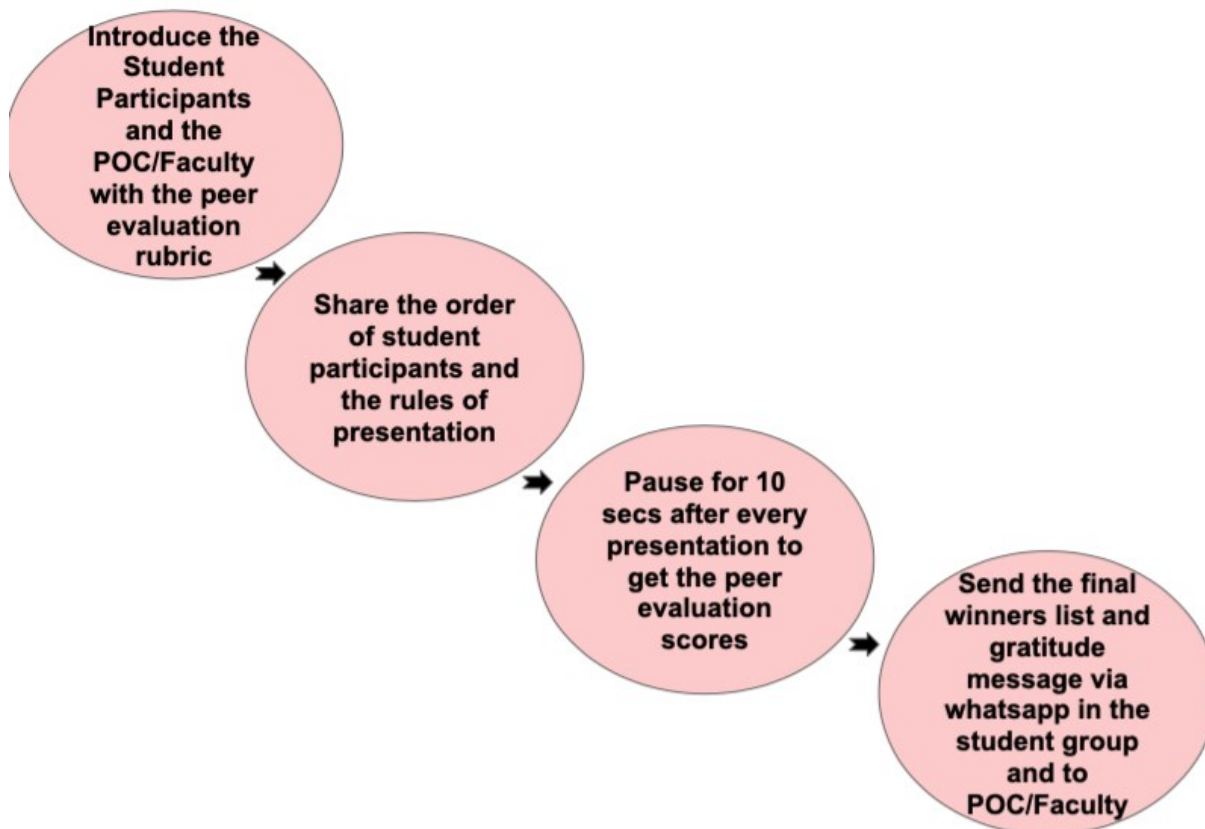 Introduce the
Student
Participants
and the
POC/Faculty
with the peer
evaluation
rubric
Share the order
of student
participants and
the rules of
presentation
Pause for 10
secs after every
presentation to
get the peer
evaluation
scores
Send the final
winners list and
gratitude
message via
whatsapp in the
student group
and to
POC/Faculty